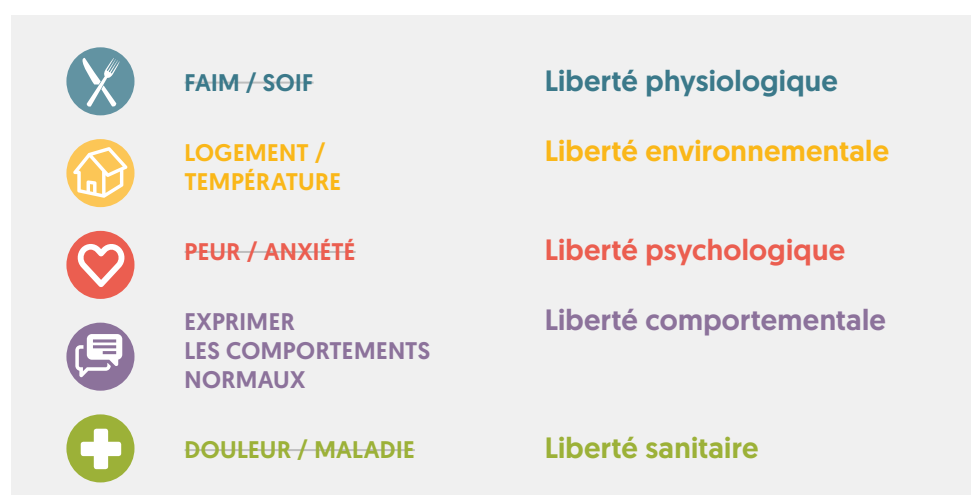 FAIM / SOIF
Liberté physiologique
LOGEMENT /
TEMPÉRATURE
Liberté environnementale
PEUR / ANXIÉTÉ
Liberté psychologique
EXPRIMER
LES COMPORTEMENTS
NORMAUX
Liberté comportementale
DOULEUR / MALADIE
Liberté sanitaire